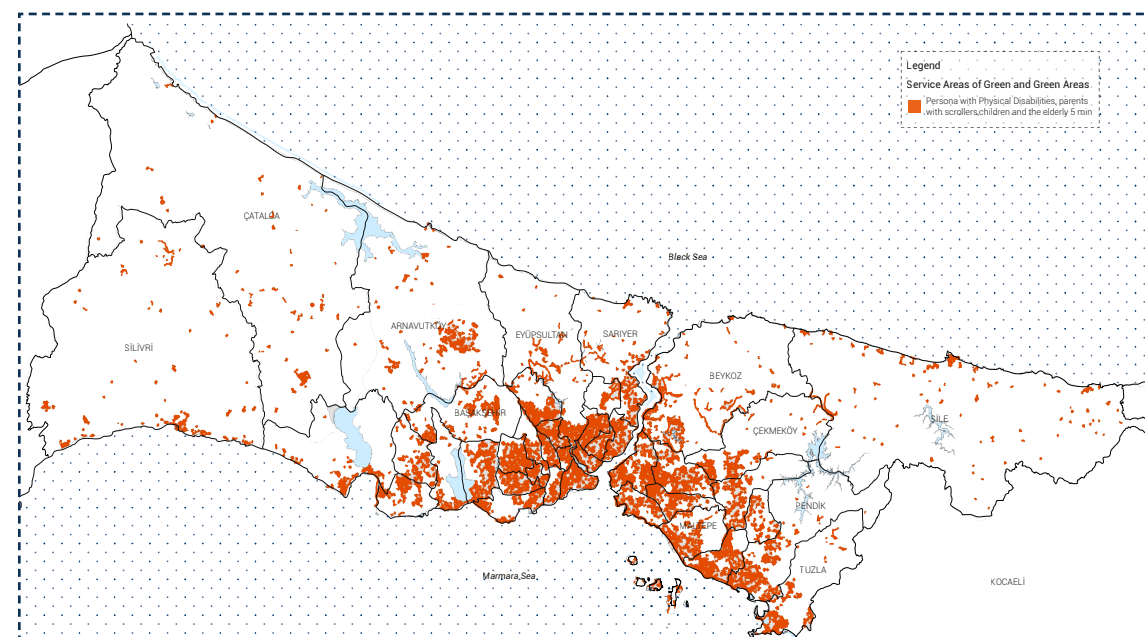 Legend
Service Areas of Green and Green Areas
Persona with Physical Disabilities, parents
with scrollers,children and the elderly 5 min
Black Sea
ÇATALCA
ARNAVUTKÖY
EYÜPSULTAN
SARIYER
SİLİVRİ
BEYKOZ
BAŞAKŞEHİR
ŞİLE
ÇEKMEKÖY
PENDİK
MALTEPE
TUZLA
Marmara Sea
KOCAELİ